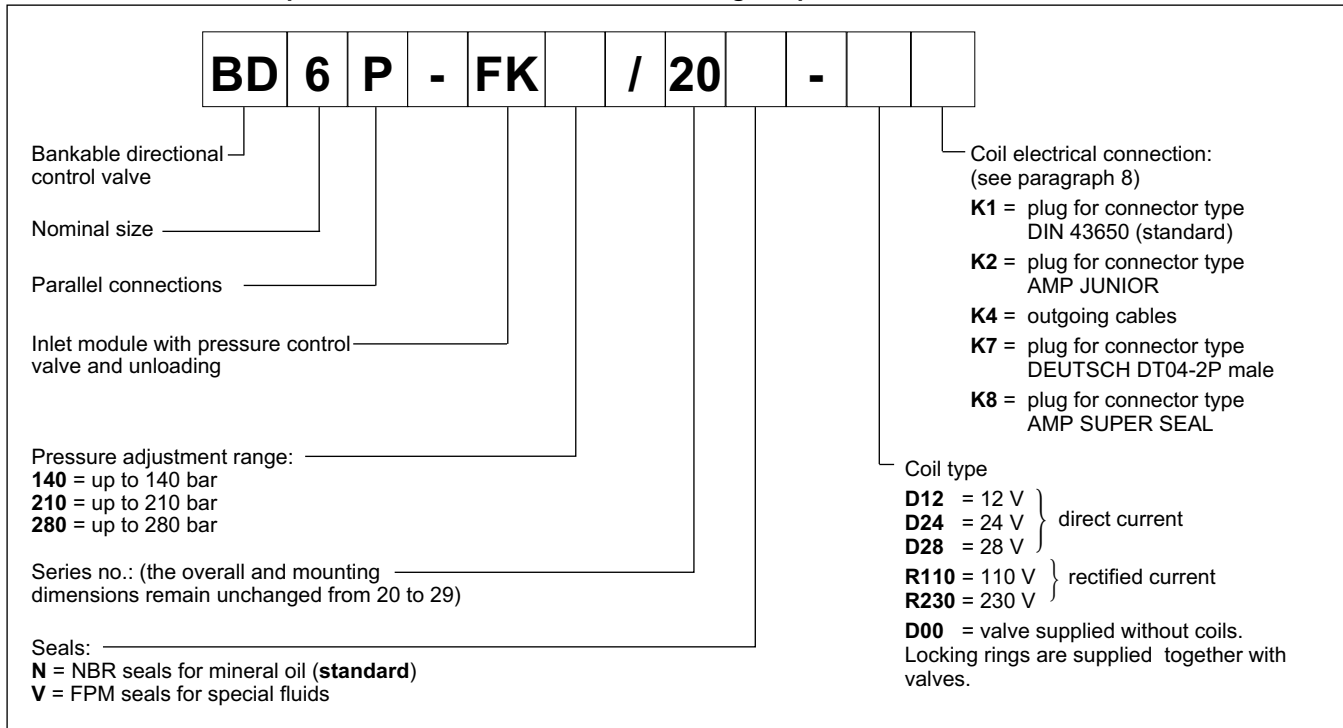 BD 6 P - FK / 20 -
Bankable directional
control valve
Nominal size
Parallel connections
Inlet module with pressure control
valve and unloading
Pressure adjustment range:
140 = up to 140 bar
210 = up to 210 bar
280 = up to 280 bar
Series no.: (the overall and mounting
dimensions remain unchanged from 20 to 29)
Seals:
N = NBR seals for mineral oil (standard)
V = FPM seals for special fluids
Coil electrical connection:
(see paragraph 8)
K1 = plug for connector type
DIN 43650 (standard)
K2 = plug for connector type
AMP JUNIOR
K4 = outgoing cables
K7 = plug for connector type
DEUTSCH DT04-2P male
K8 = plug for connector type
AMP SUPER SEAL
Coil type
D12 = 12 V
D24 = 24 V direct current
D28 = 28 V
R110 = 110 V rectified current
R230 = 230 V
D00 = valve supplied without coils.
Locking rings are supplied together with
valves.